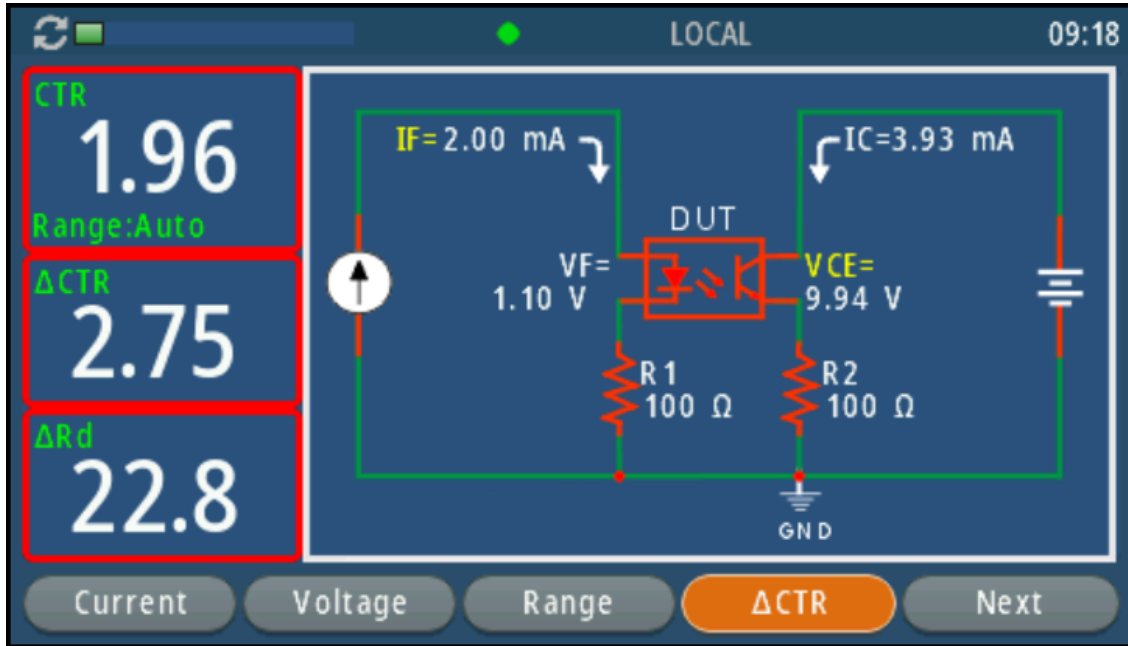 LOCAL
09:18
CTR
1.96
Range:Auto
ΔCTR
2.75
ΔRd
22.8
IF=2.00 mA
IC=3.93 mA
DUT
VF=
1.10 V
VCE=
9.94 V
R1
100 Ω
R2
100 Ω
GND
Current
Voltage
Range
ΔCTR
Next